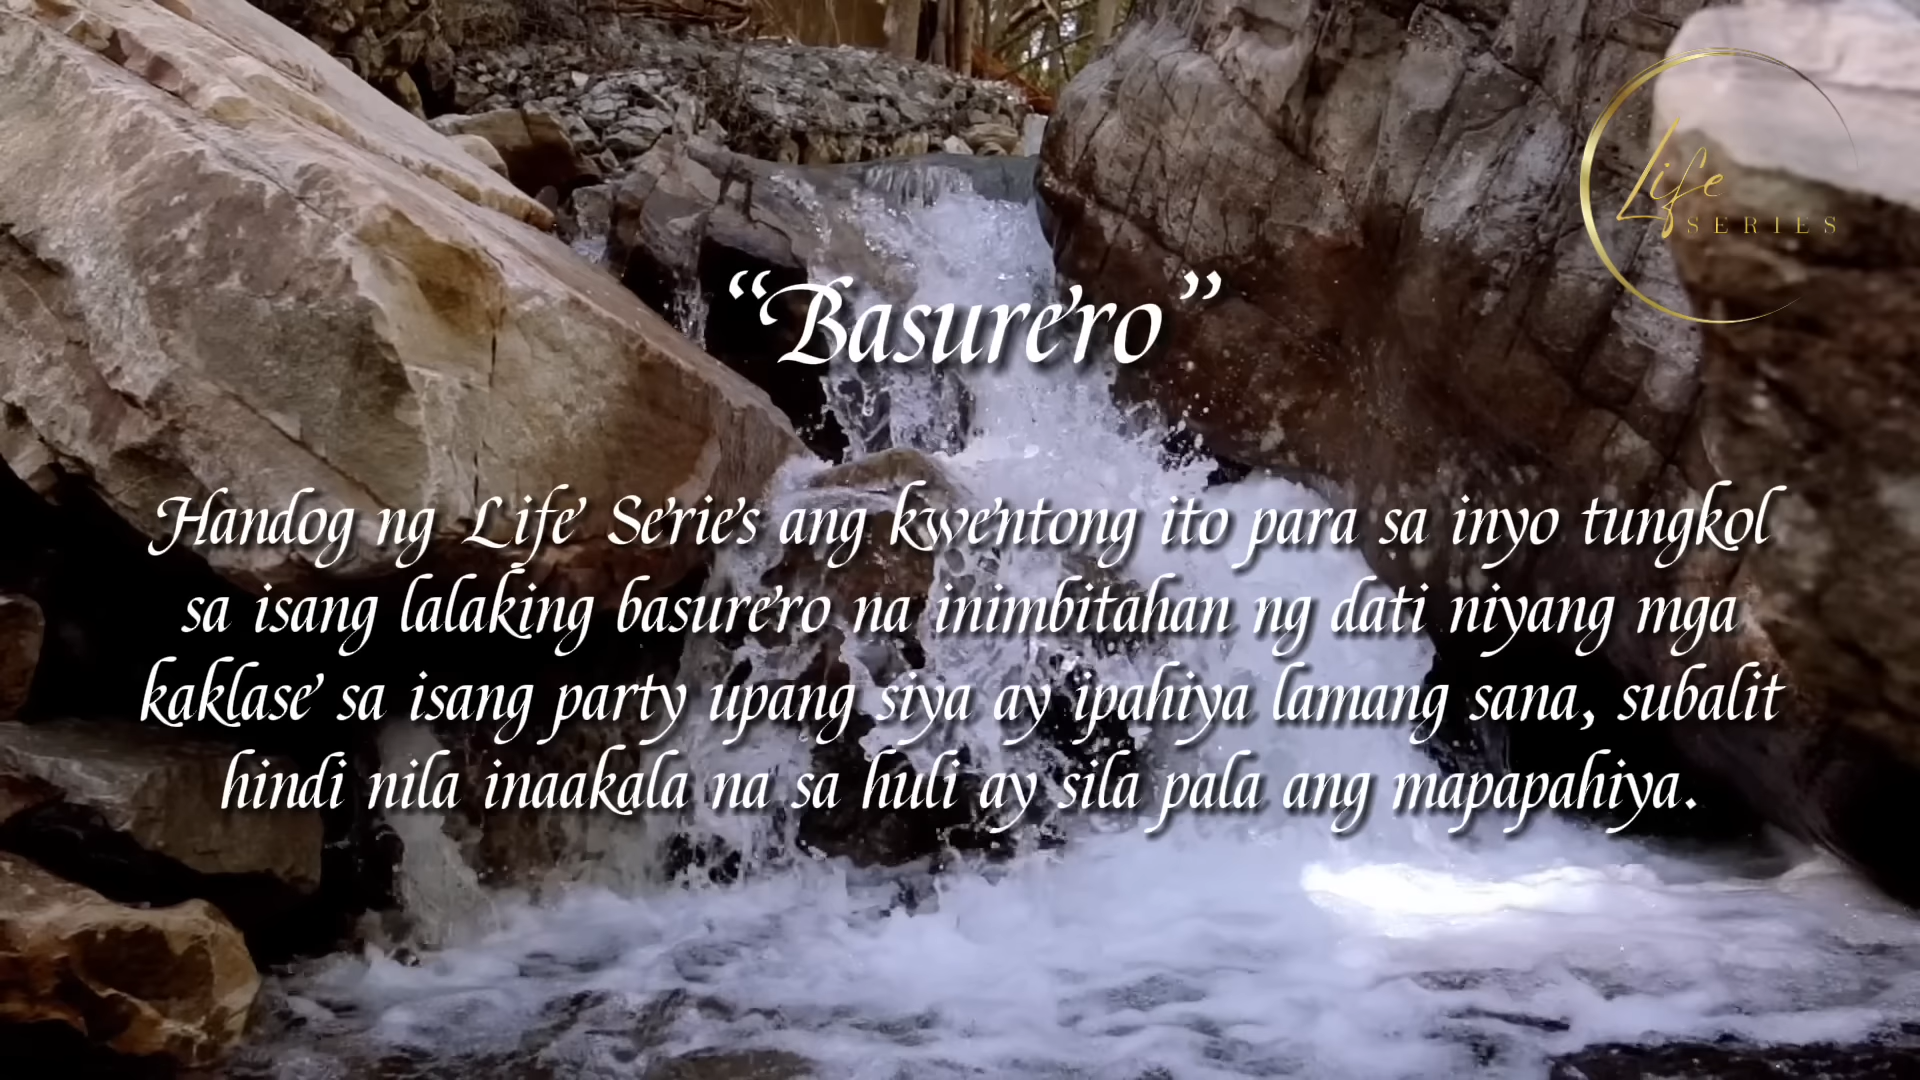 Life
SERIES
“Basurero”
Handog ng Life Series ang kwentong ito para sa inyo tungkol
sa isang lalaking basurero na inimbitahan ng dati niyang mga
kaklase sa isang party upang siya ay ipahiya lamang sana, subalit
hindi nila inaakala na sa huli ay sila pala ang mapapahiya.